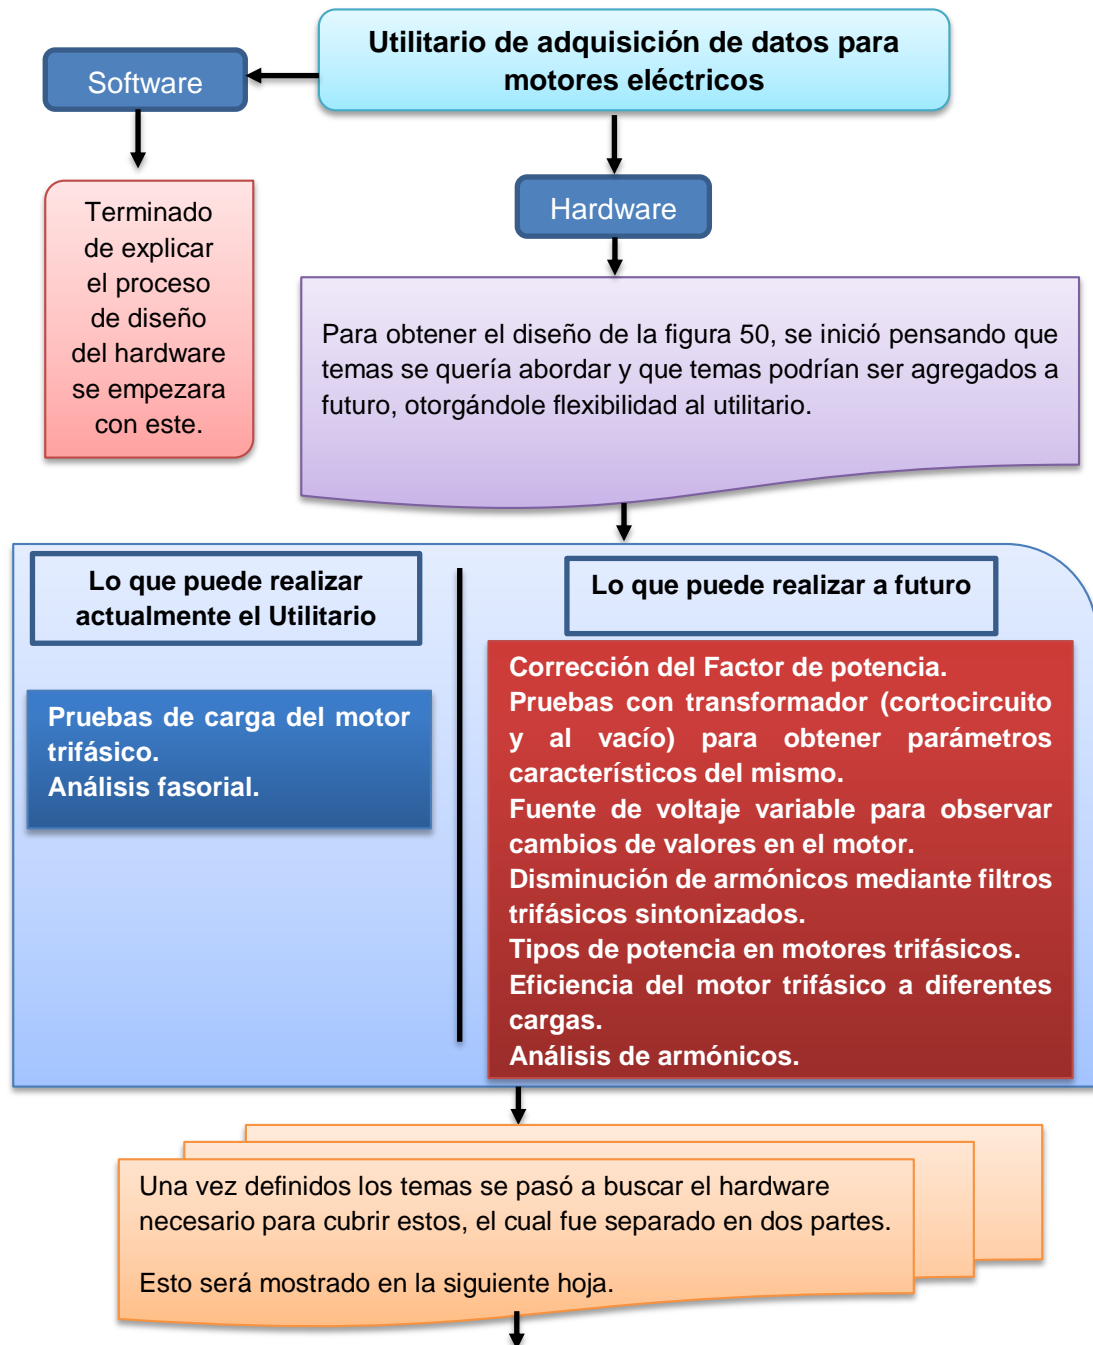 Utilitario de adquisición de datos para
motores eléctricos
Software
Hardware
Terminado
de explicar
el proceso
de diseño
del hardware
se empezara
con este.
Para obtener el diseño de la figura 50, se inició pensando que
temas se quería abordar y que temas podrían ser agregados a
futuro, otorgándole flexibilidad al utilitario.
Lo que puede realizar
actualmente el Utilitario
Pruebas de carga del motor
trifásico.
Análisis fasorial.
Lo que puede realizar a futuro
Corrección del Factor de potencia.
Pruebas con transformador (cortocircuito
y al vacío) para obtener parámetros
característicos del mismo.
Fuente de voltaje variable para observar
cambios de valores en el motor.
Disminución de armónicos mediante filtros
trifásicos sintonizados.
Tipos de potencia en motores trifásicos.
Eficiencia del motor trifásico a diferentes
cargas.
Análisis de armónicos.
Una vez definidos los temas se pasó a buscar el hardware
necesario para cubrir estos, el cual fue separado en dos partes.
Esto será mostrado en la siguiente hoja.